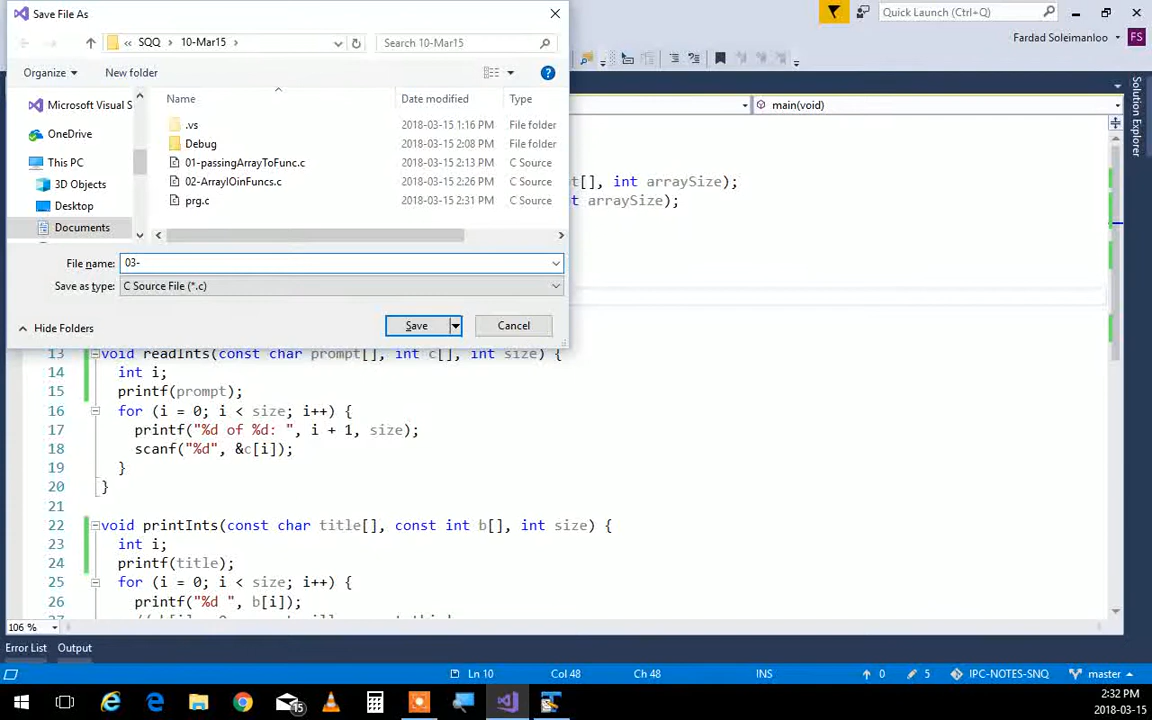 Save File As
Quick Launch (Ctrl+Q)
SQQ
10-Mar15
Search 10-Mar15
Fardad Soleimanloo
FS
Organize
New folder
Microsoft Visual S
OneDrive
This PC
3D Objects
Desktop
Documents
Name
Date modified
Type
.vs
2018-03-15 1:16 PM
File folder
Debug
2018-03-15 2:08 PM
File folder
01-passingArrayToFunc.c
2018-03-15 2:13 PM
C Source
02-ArrayIOinFuncs.c
2018-03-15 2:26 PM
C Source
prg.c
2018-03-15 2:31 PM
C Source
File name:
03-
Save as type:
C Source File (*.c)
Hide Folders
Save
Cancel
main(void)
Solution Explorer
t[], int arraySize);
t arraySize);
13 void readInts(const char prompt[], int c[], int size) {
14 int i;
15 printf(prompt);
16 for (i = 0; i < size; i++) {
17 printf("%d of %d: ", i + 1, size);
18 scanf("%d", &c[i]);
19 }
20 }
21
22 void printInts(const char title[], const int b[], int size) {
23 int i;
24 printf(title);
25 for (i = 0; i < size; i++) {
26 printf("%d ", b[i]);
106 %
Error List
Output
Ln 10
Col 48
Ch 48
INS
0
5
IPC-NOTES-SNQ
master
15
2:32 PM
2018-03-15